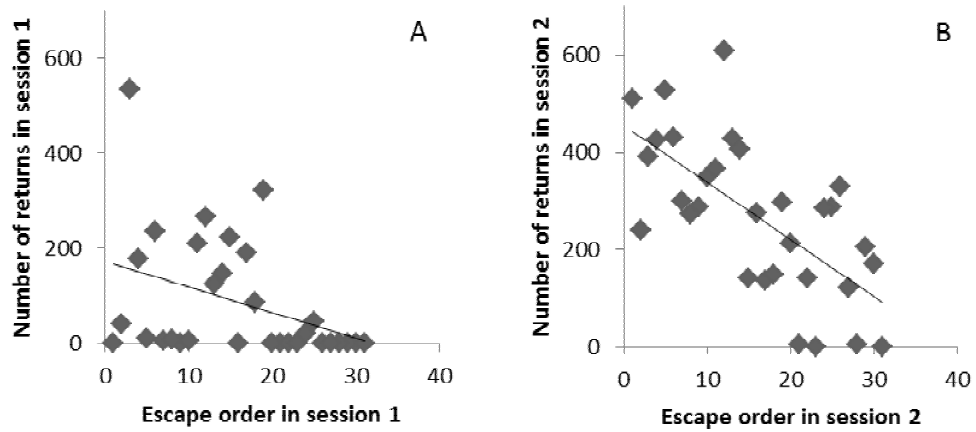 A
Number of returns in session 1
600
400
200
0
0 10 20 30 40
Escape order in session 1
B
Number of returns in session 2
600
400
200
0
0 10 20 30 40
Escape order in session 2